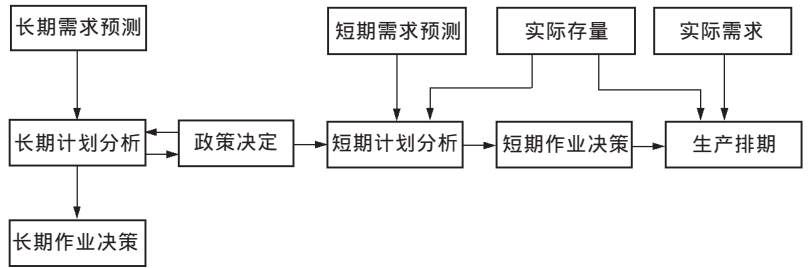 长期需求预测
短期需求预测
实际存量
实际需求
长期计划分析
政策决定
短期计划分析
短期作业决策
生产排期
长期作业决策